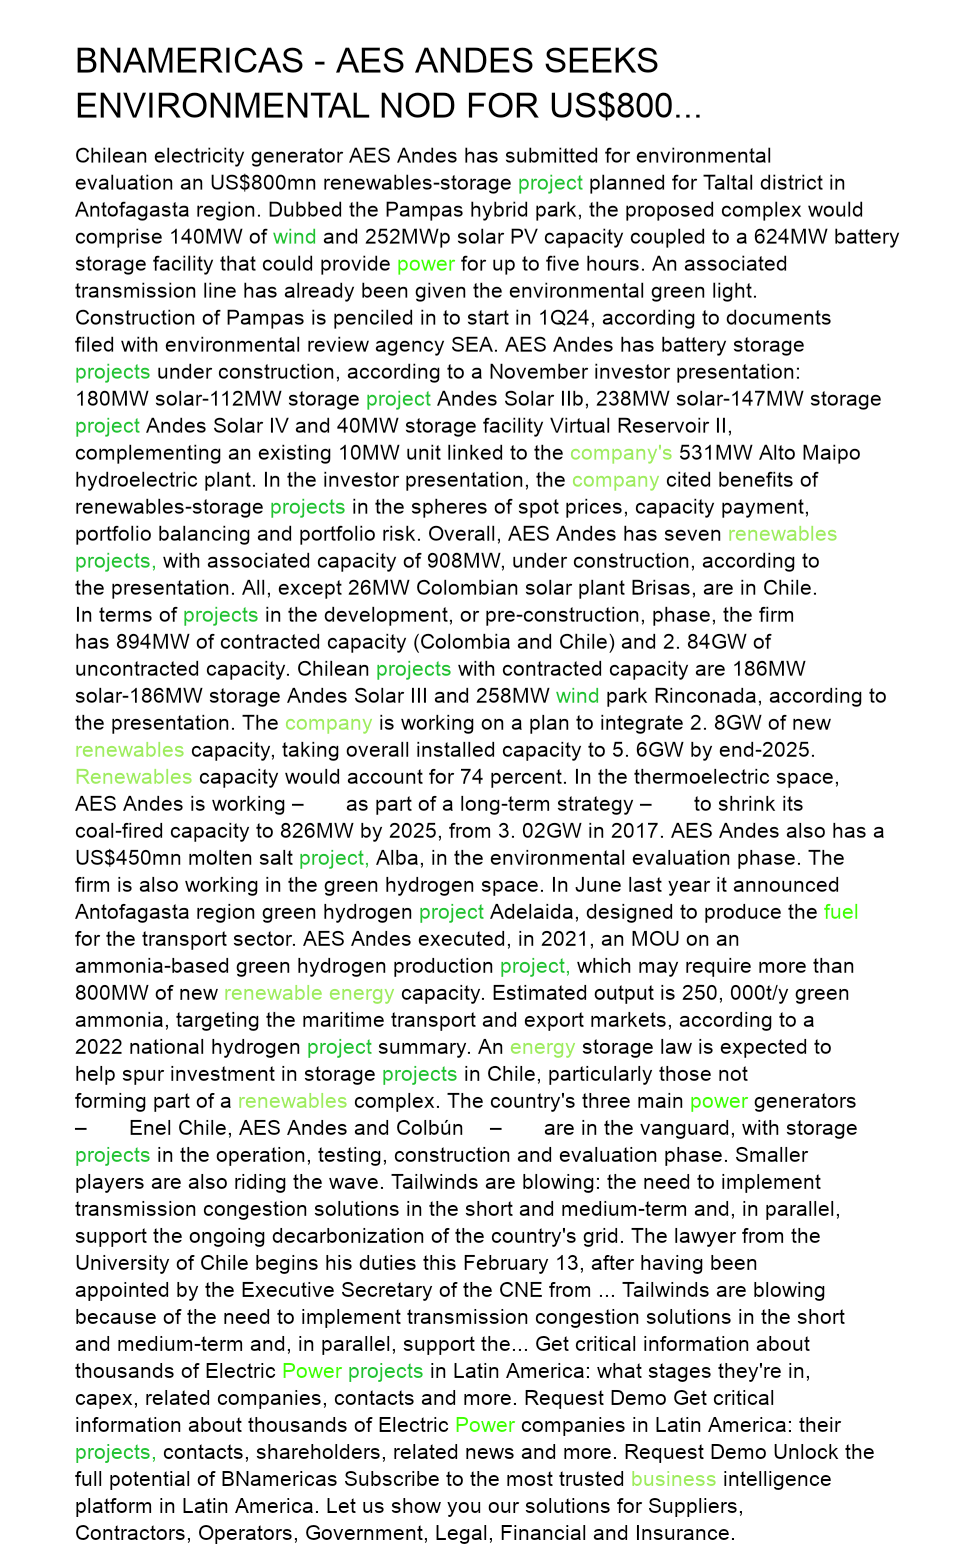 BNAMERICAS - AES ANDES SEEKS
ENVIRONMENTAL NOD FOR US$800...
Chilean electricity generator AES Andes has submitted for environmental
evaluation an US$800mn renewables-storage project planned for Taltal district in
Antofagasta region. Dubbed the Pampas hybrid park, the proposed complex would
comprise 140MW of wind and 252MWp solar PV capacity coupled to a 624MW battery
storage facility that could provide power for up to five hours. An associated
transmission line has already been given the environmental green light.
Construction of Pampas is penciled in to start in 1Q24, according to documents
filed with environmental review agency SEA. AES Andes has battery storage
projects under construction, according to a November investor presentation:
180MW solar-112MW storage project Andes Solar IIb, 238MW solar-147MW storage
project Andes Solar IV and 40MW storage facility Virtual Reservoir II,
complementing an existing 10MW unit linked to the company's 531MW Alto Maipo
hydroelectric plant. In the investor presentation, the company cited benefits of
renewables-storage projects in the spheres of spot prices, capacity payment,
portfolio balancing and portfolio risk. Overall, AES Andes has seven renewables
projects, with associated capacity of 908MW, under construction, according to
the presentation. All, except 26MW Colombian solar plant Brisas, are in Chile.
In terms of projects in the development, or pre-construction, phase, the firm
has 894MW of contracted capacity (Colombia and Chile) and 2. 84GW of
uncontracted capacity. Chilean projects with contracted capacity are 186MW
solar-186MW storage Andes Solar III and 258MW wind park Rinconada, according to
the presentation. The company is working on a plan to integrate 2. 8GW of new
renewables capacity, taking overall installed capacity to 5. 6GW by end-2025.
Renewables capacity would account for 74 percent. In the thermoelectric space,
AES Andes is working – as part of a long-term strategy – to shrink its
coal-fired capacity to 826MW by 2025, from 3. 02GW in 2017. AES Andes also has a
US$450mn molten salt project, Alba, in the environmental evaluation phase. The
firm is also working in the green hydrogen space. In June last year it announced
Antofagasta region green hydrogen project Adelaida, designed to produce the fuel
for the transport sector. AES Andes executed, in 2021, an MOU on an
ammonia-based green hydrogen production project, which may require more than
800MW of new renewable energy capacity. Estimated output is 250, 000t/y green
ammonia, targeting the maritime transport and export markets, according to a
2022 national hydrogen project summary. An energy storage law is expected to
help spur investment in storage projects in Chile, particularly those not
forming part of a renewables complex. The country's three main power generators
– Enel Chile, AES Andes and Colbún – are in the vanguard, with storage
projects in the operation, testing, construction and evaluation phase. Smaller
players are also riding the wave. Tailwinds are blowing: the need to implement
transmission congestion solutions in the short and medium-term and, in parallel,
support the ongoing decarbonization of the country's grid. The lawyer from the
University of Chile begins his duties this February 13, after having been
appointed by the Executive Secretary of the CNE from ... Tailwinds are blowing
because of the need to implement transmission congestion solutions in the short
and medium-term and, in parallel, support the... Get critical information about
thousands of Electric Power projects in Latin America: what stages they're in,
capex, related companies, contacts and more. Request Demo Get critical
information about thousands of Electric Power companies in Latin America: their
projects, contacts, shareholders, related news and more. Request Demo Unlock the
full potential of BNamericas Subscribe to the most trusted business intelligence
platform in Latin America. Let us show you our solutions for Suppliers,
Contractors, Operators, Government, Legal, Financial and Insurance.